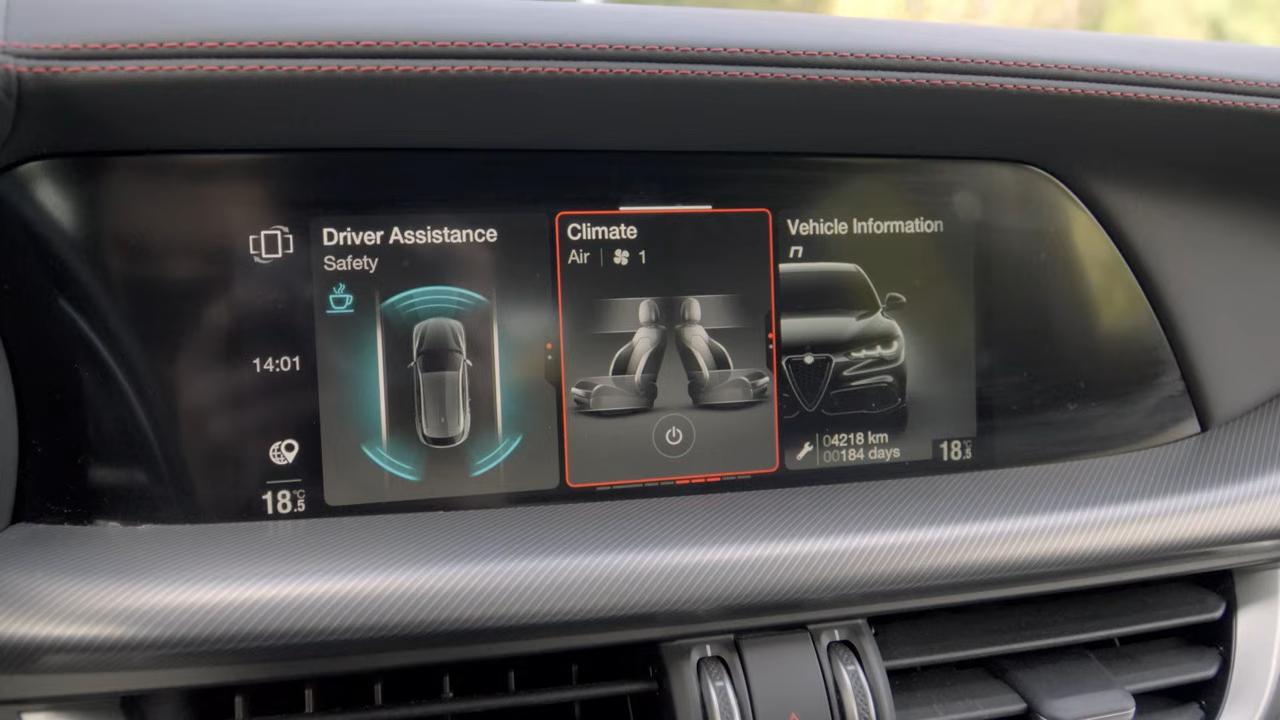 Driver Assistance
Safety
14:01
18.5 °C
Climate
Air | 1
Vehicle Information
n
04218 km
00184 days
18.5 °C